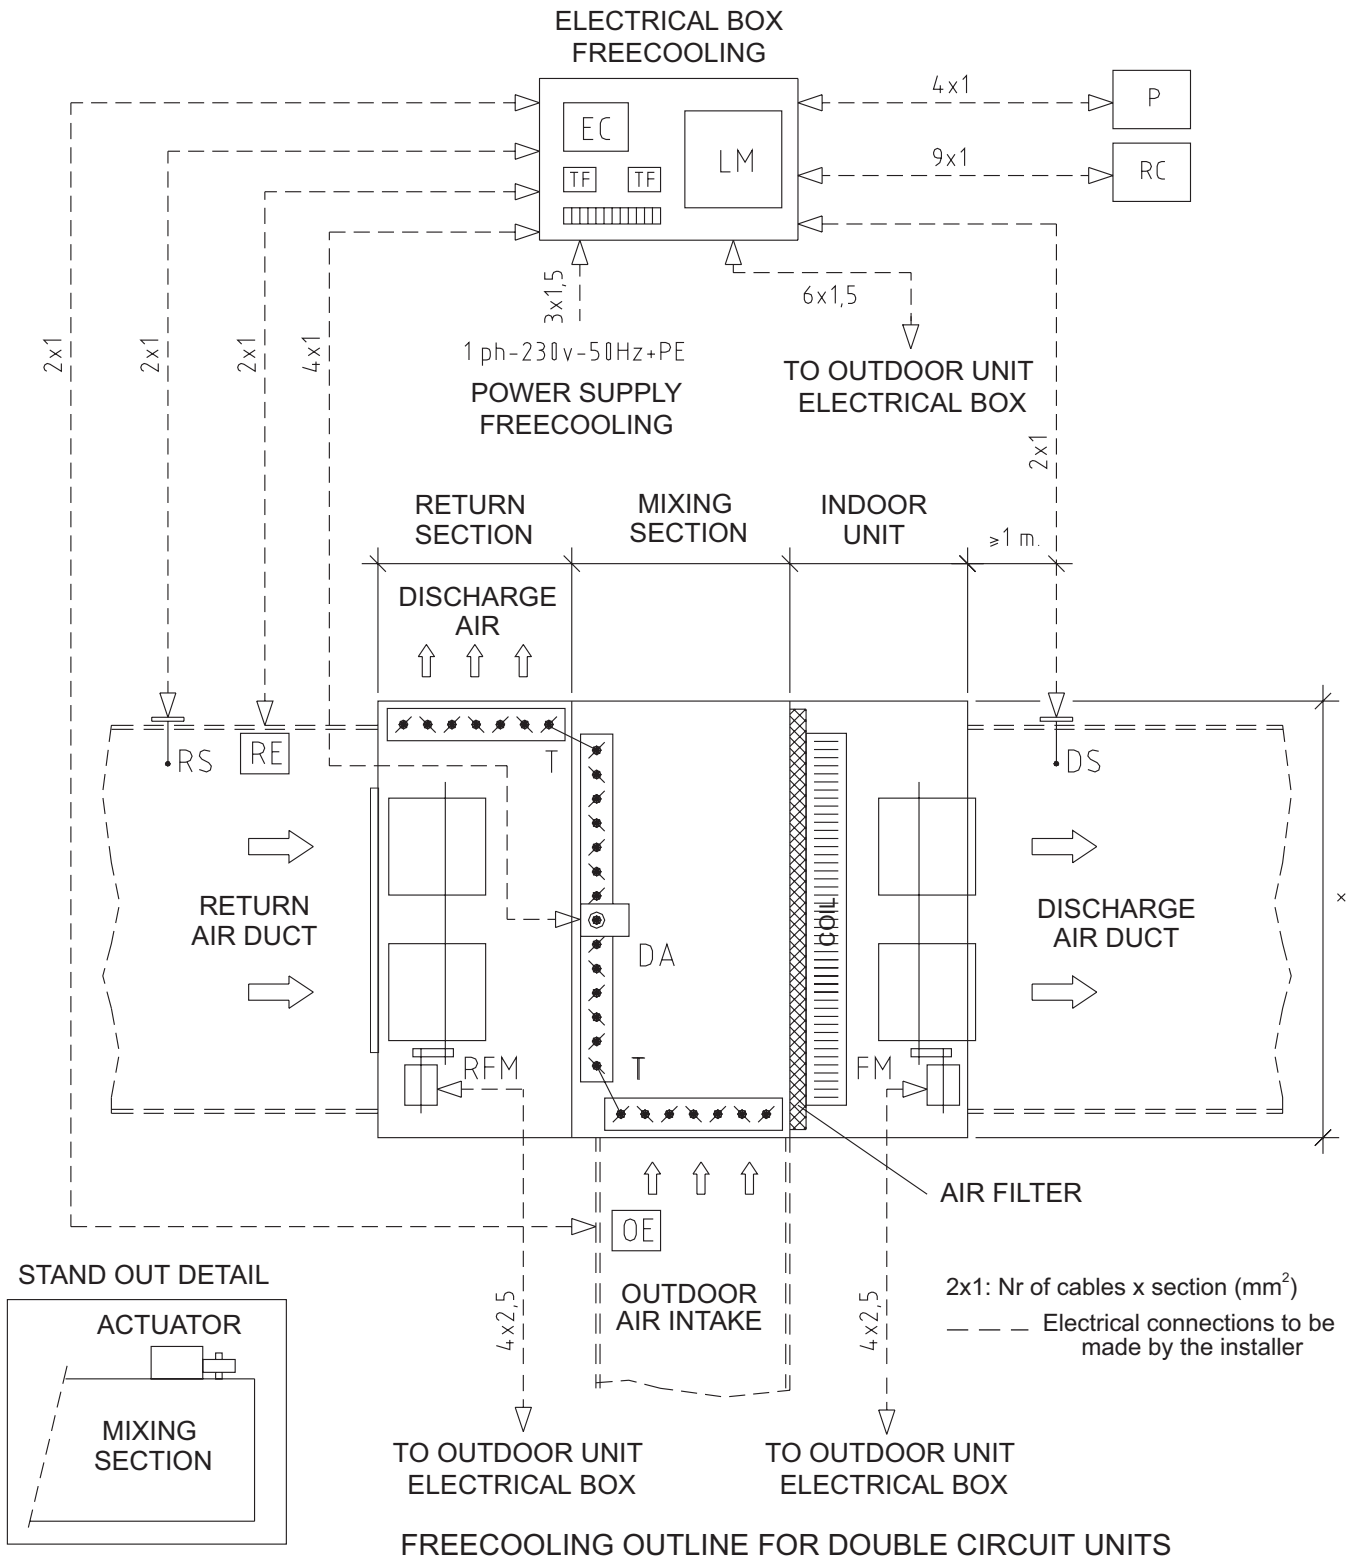 ELECTRICAL BOX
FREECOOLING
EC
TF
TF
LM
4x1
P
9x1
RC
2x1
2x1
2x1
4x1
3x1,5
6x1,5
2x1
1 ph-230v-50Hz+PE
POWER SUPPLY
FREECOOLING
TO OUTDOOR UNIT
ELECTRICAL BOX
RETURN
SECTION
MIXING
SECTION
INDOOR
UNIT
≥1 m.
DISCHARGE
AIR
RS
RE
T
DS
RETURN
AIR DUCT
DA
COIL
DISCHARGE
AIR DUCT
x
RFM
T
FM
AIR FILTER
OE
OUTDOOR
AIR INTAKE
4x2,5
4x2,5
2x1: Nr of cables x section (mm²)
Electrical connections to be
made by the installer
STAND OUT DETAIL
ACTUATOR
MIXING
SECTION
TO OUTDOOR UNIT
ELECTRICAL BOX
TO OUTDOOR UNIT
ELECTRICAL BOX
FREECOOLING OUTLINE FOR DOUBLE CIRCUIT UNITS